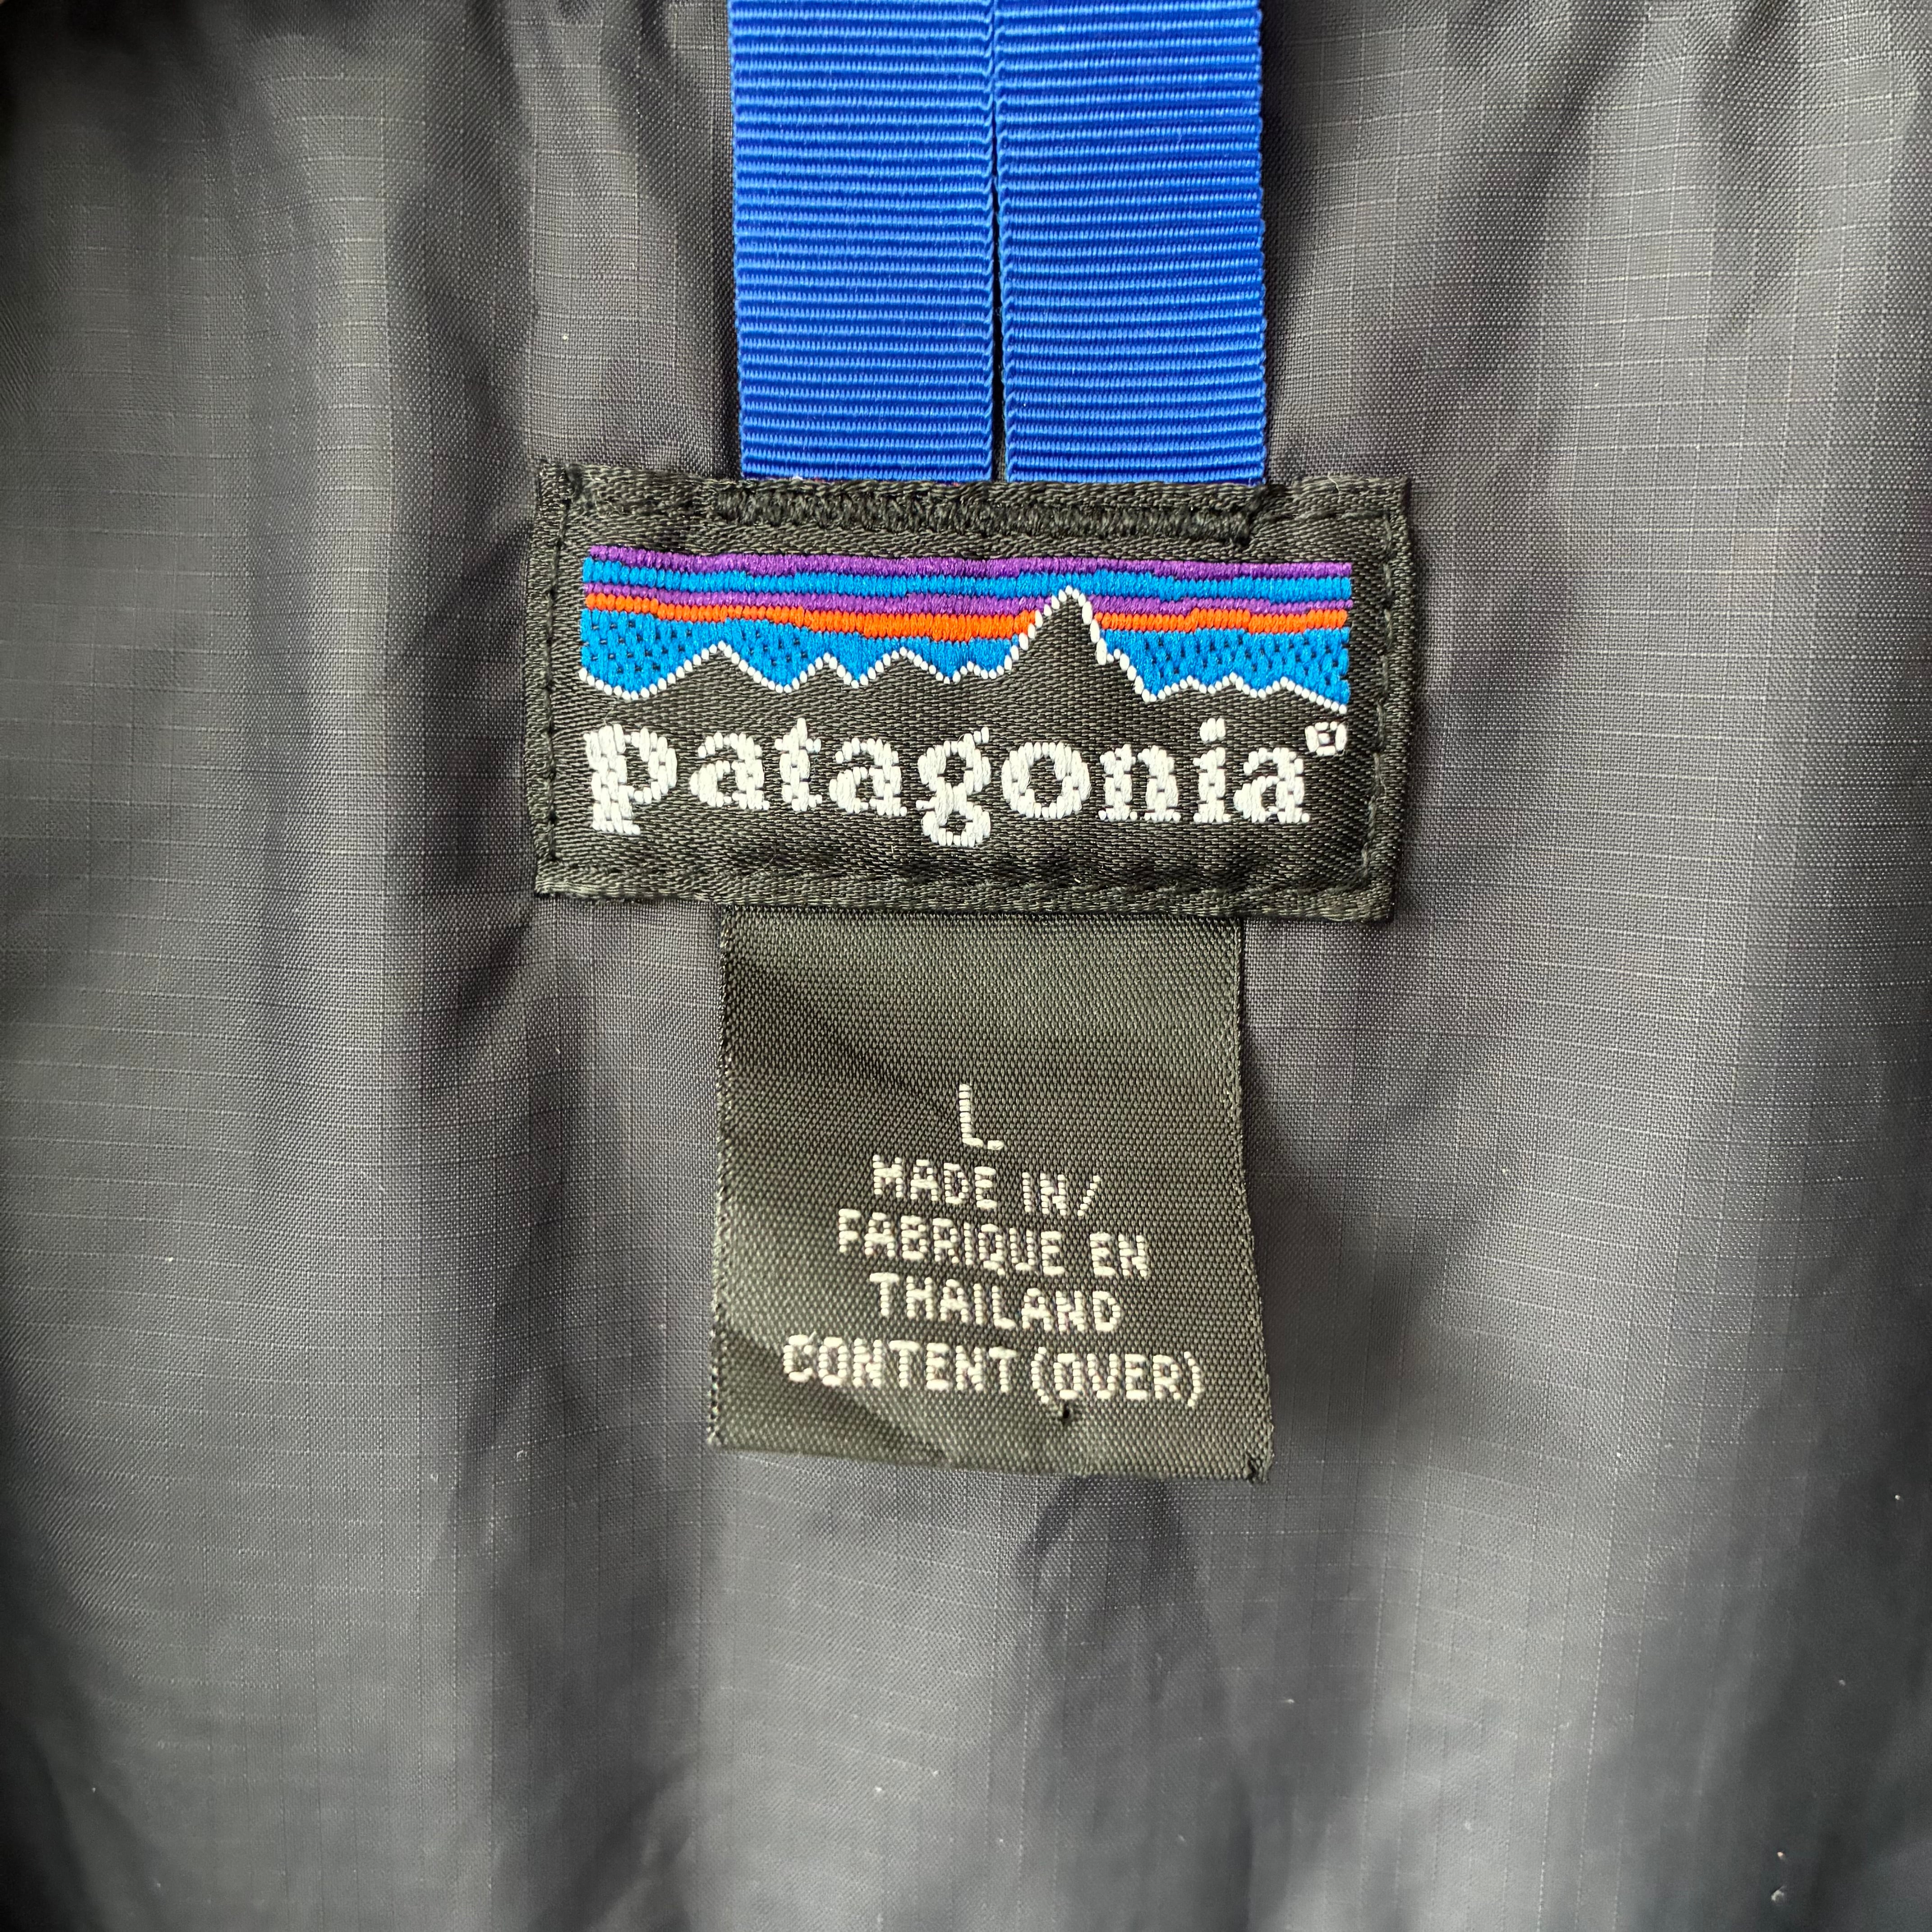 patagonia®
L
MADE IN/
FABRIQUE EN
THAILAND
CONTENT (OVER)